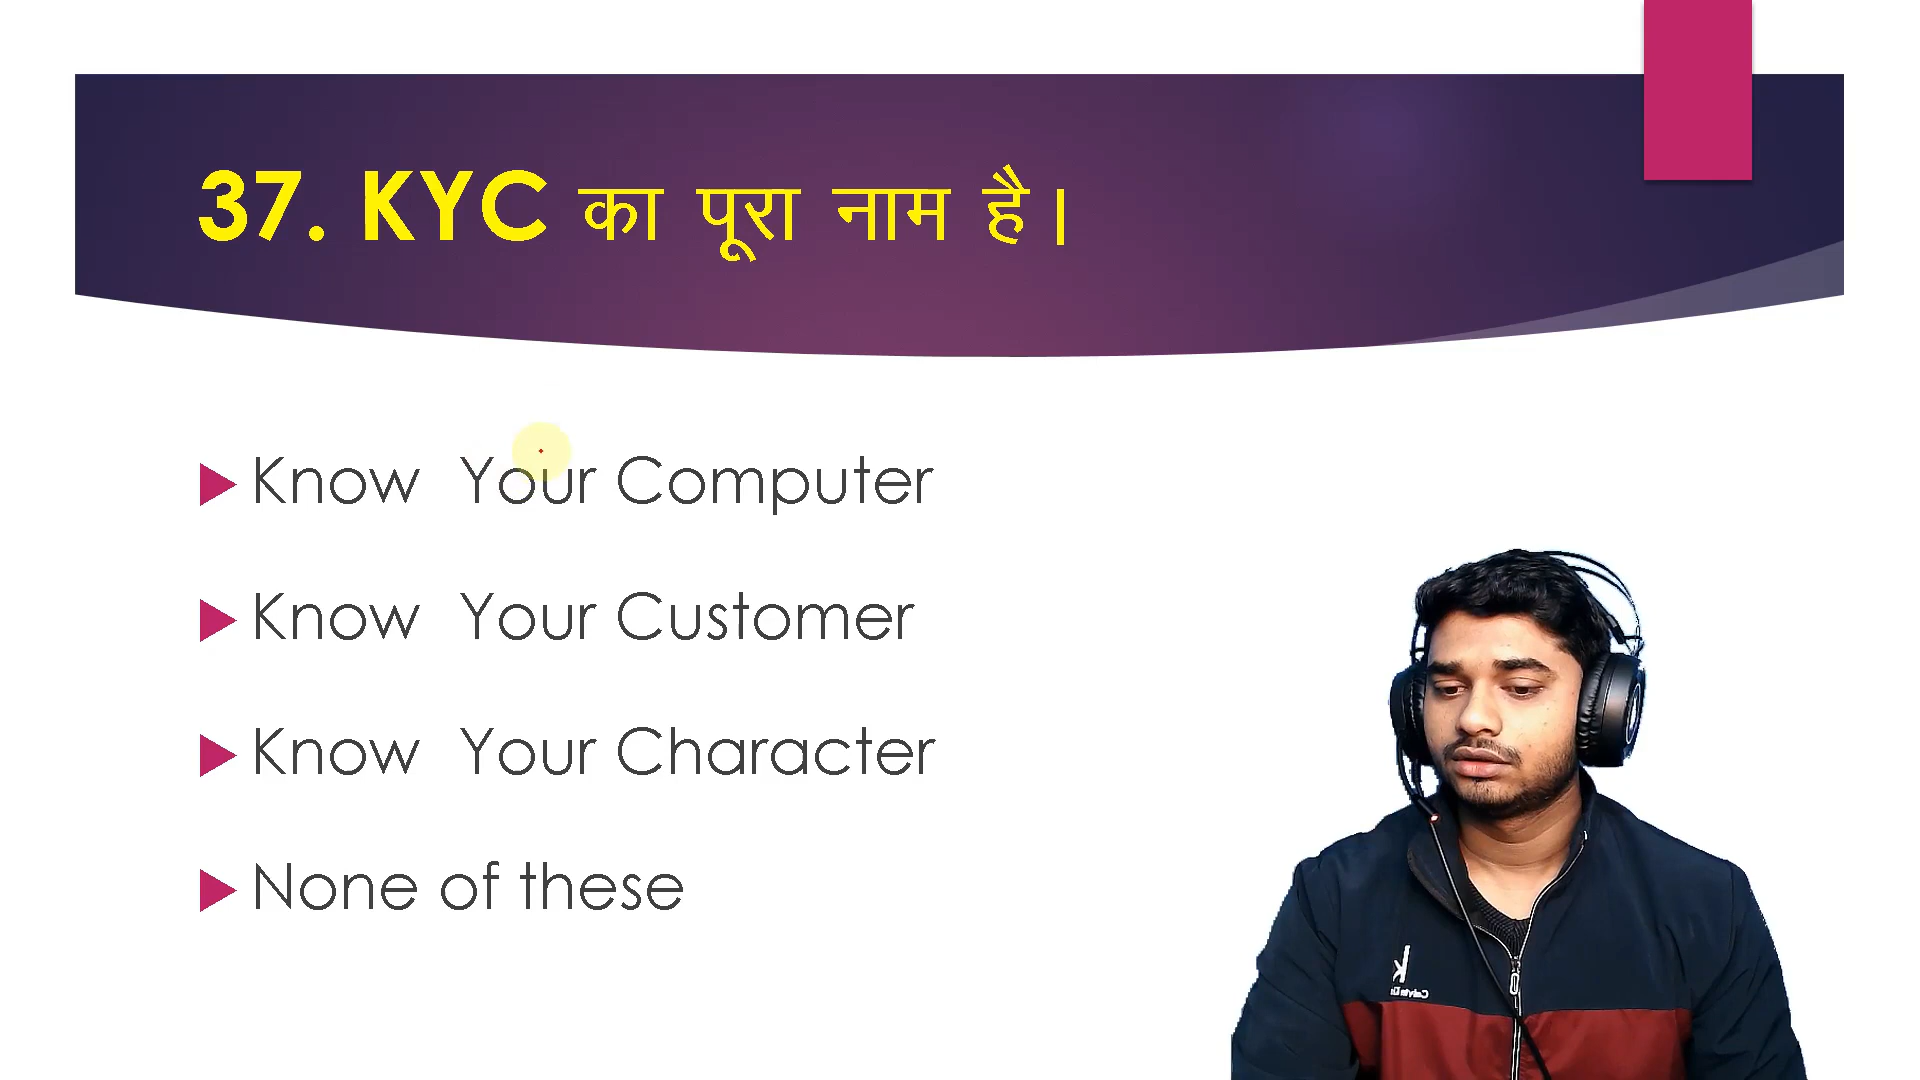 37. KYC का पूरा नाम है।
Know Your Computer
Know Your Customer
Know Your Character
None of these